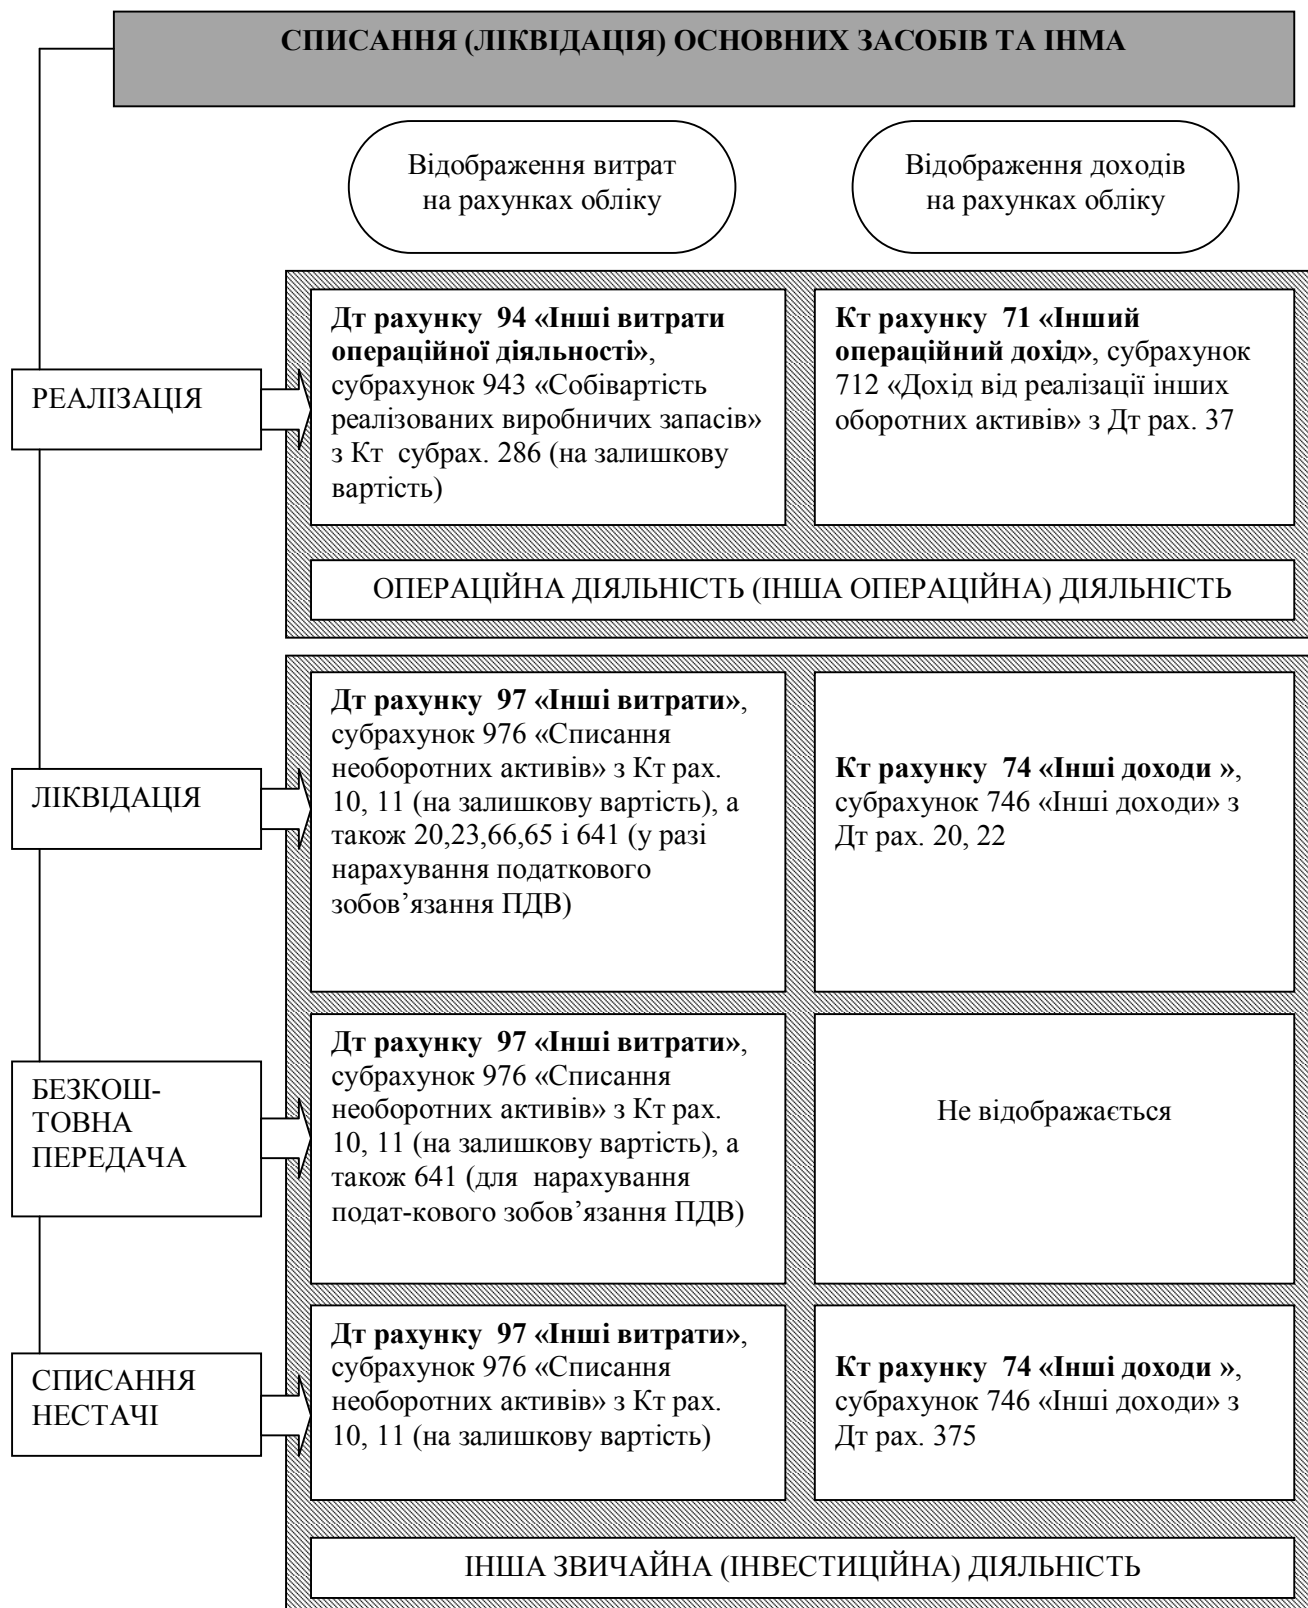 СПИСАННЯ (ЛІКВІДАЦІЯ) ОСНОВНИХ ЗАСОБІВ ТА ІНМА
Відображення витрат
на рахунках обліку
Відображення доходів
на рахунках обліку
РЕАЛІЗАЦІЯ
Дт рахунку 94 «Інші витрати
операційної діяльності»,
субрахунок 943 «Собівартість
реалізованих виробничих запасів»
з Кт субрах. 286 (на залишкову
вартість)
Кт рахунку 71 «Інший
операційний дохід», субрахунок
712 «Дохід від реалізації інших
оборотних активів» з Дт рах. 37
ОПЕРАЦІЙНА ДІЯЛЬНІСТЬ (ІНША ОПЕРАЦІЙНА) ДІЯЛЬНІСТЬ
ЛІКВІДАЦІЯ
Дт рахунку 97 «Інші витрати»,
субрахунок 976 «Списання
необоротних активів» з Кт рах.
10, 11 (на залишкову вартість), а
також 20,23,66,65 і 641 (у разі
нарахування податкового
зобов’язання ПДВ)
Кт рахунку 74 «Інші доходи »,
субрахунок 746 «Інші доходи» з
Дт рах. 20, 22
БЕЗКОШ-
ТОВНА
ПЕРЕДАЧА
Дт рахунку 97 «Інші витрати»,
субрахунок 976 «Списання
необоротних активів» з Кт рах.
10, 11 (на залишкову вартість), а
також 641 (для нарахування
подат-кового зобов’язання ПДВ)
Не відображається
СПИСАННЯ
НЕСТАЧІ
Дт рахунку 97 «Інші витрати»,
субрахунок 976 «Списання
необоротних активів» з Кт рах.
10, 11 (на залишкову вартість)
Кт рахунку 74 «Інші доходи »,
субрахунок 746 «Інші доходи» з
Дт рах. 375
ІНША ЗВИЧАЙНА (ІНВЕСТИЦІЙНА) ДІЯЛЬНІСТЬ